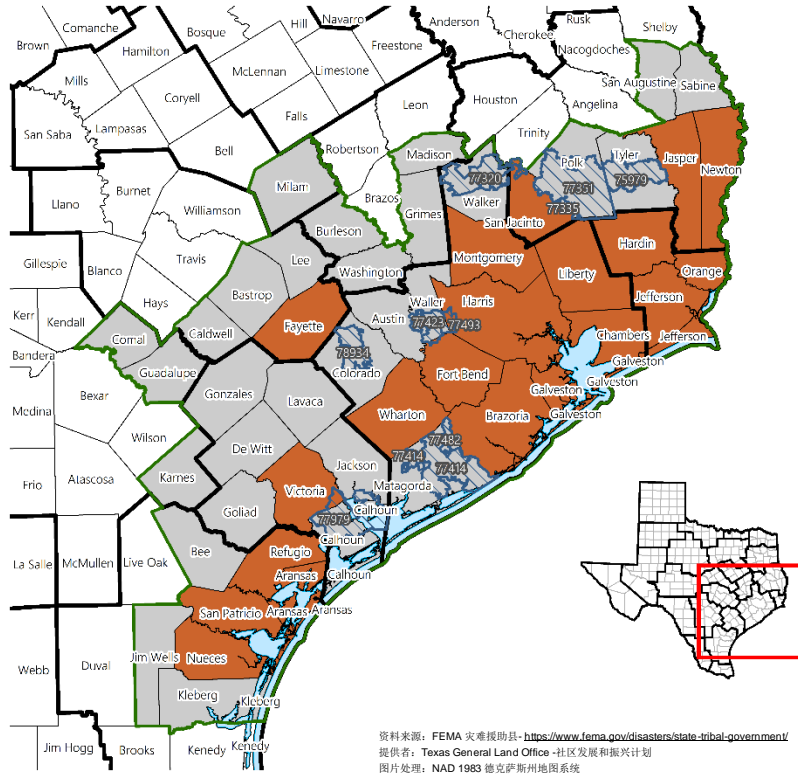 Comanche
Bosque
Hill
Navarro
Anderson
Cherokee
Rusk
Shelby
Brown
Hamilton
McLennan
Limestone
Freestone
Nacogdoches
San Augustine
Sabine
Mills
Coryell
Leon
Houston
Angelina
Lampasas
Falls
San Saba
Bell
Robertson
Trinity
Madison
Polk
Tyler
Jasper
Newton
77320
77351
75979
Milam
Burnet
Llano
Williamson
Brazos
Grimes
Walker
77335
San Jacinto
Burleson
Montgomery
Hardin
Travis
Lee
Washington
Gillespie
Blanco
Liberty
Orange
Hays
Bastrop
Waller
Harris
Jefferson
Kerr
Kendall
Fayette
Austin
77423
77493
Chambers
Jefferson
Comal
Caldwell
78934
Bandera
Guadalupe
Colorado
Fort Bend
Galveston
Galveston
Galveston
Galveston
Bexar
Gonzales
Lavaca
Medina
Wharton
Brazoria
Wilson
De Witt
77482
77414
77414
Jackson
Frio
Atascosa
Karnes
Victoria
Matagorda
Goliad
Calhoun
77979
Calhoun
Bee
La Salle
McMullen
Live Oak
Refugio
Aransas
Calhoun
San Patricio
Aransas
Aransas
Jim Wells
Nueces
Webb
Duval
Kleberg
Kleberg
Jim Hogg
Brooks
Kenedy
Kenedy
资料来源：FEMA 灾难援助县- https://www.fema.gov/disasters/state-tribal-government/
提供者：Texas General Land Office -社区发展和振兴计划
图片处理：NAD 1983 德克萨斯州地图系统